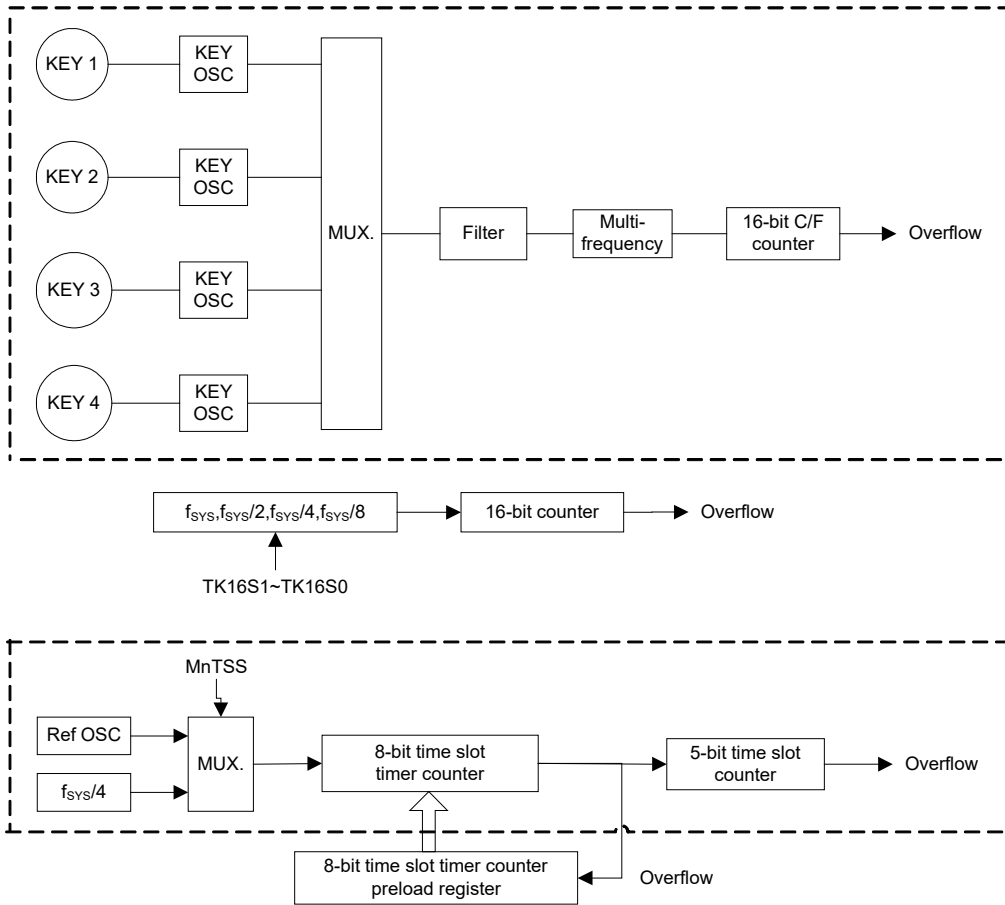 KEY 1
KEY
OSC
KEY 2
KEY
OSC
KEY 3
KEY
OSC
KEY 4
KEY
OSC
MUX.
Filter
Multi-
frequency
16-bit C/F
counter
Overflow
fSYS,fSYS/2,fSYS/4,fSYS/8
16-bit counter
Overflow
TK16S1~TK16S0
MnTSS
Ref OSC
fSYS/4
MUX.
8-bit time slot
timer counter
5-bit time slot
counter
Overflow
8-bit time slot timer counter
preload register
Overflow